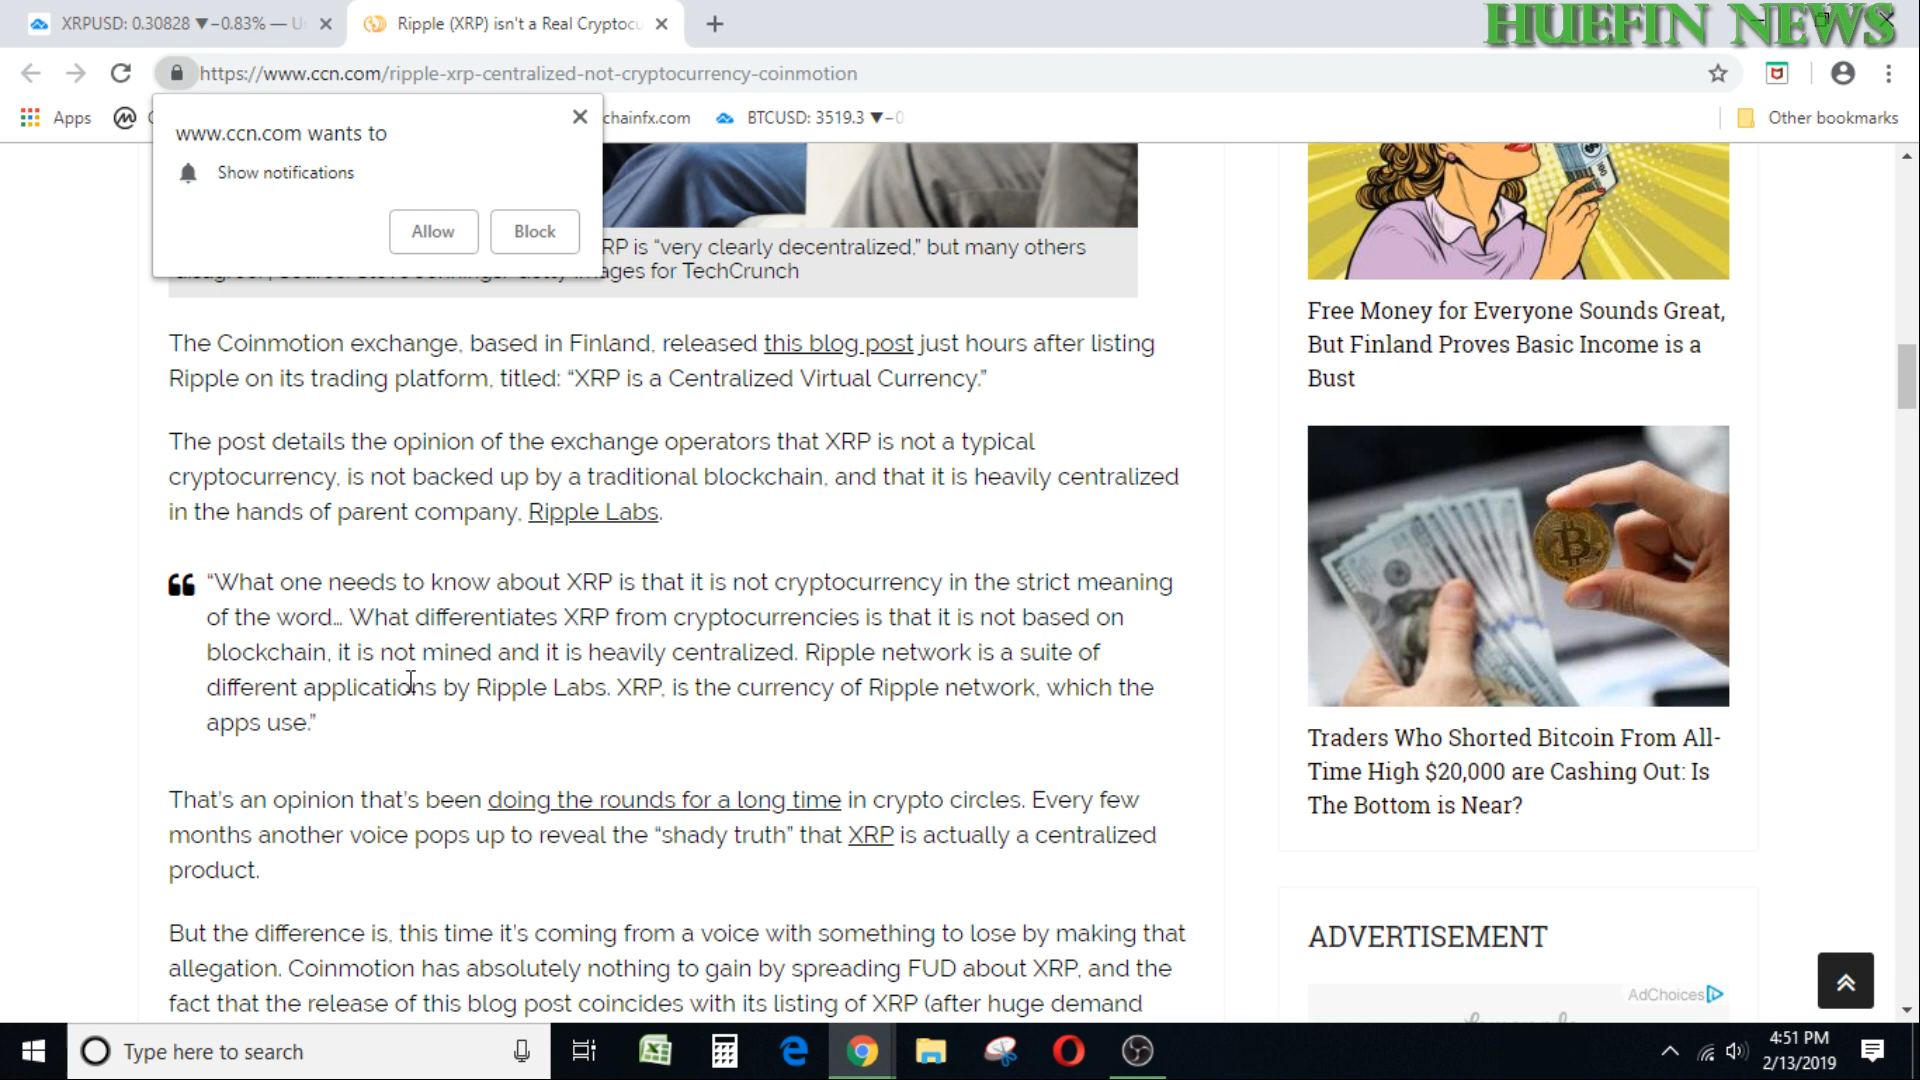 XRPUSD: 0.30828 ▼−0.83% — U
Ripple (XRP) isn't a Real Cryptocu
HUEFIN NEWS
https://www.ccn.com/ripple-xrp-centralized-not-cryptocurrency-coinmotion
Apps
chainfx.com
BTCUSD: 3519.3 ▼−0
Other bookmarks
www.ccn.com wants to
Show notifications
Allow
Block
RP is “very clearly decentralized,” but many others
ages for TechCrunch
The Coinmotion exchange, based in Finland, released this blog post just hours after listing
Ripple on its trading platform, titled: “XRP is a Centralized Virtual Currency.”
The post details the opinion of the exchange operators that XRP is not a typical
cryptocurrency, is not backed up by a traditional blockchain, and that it is heavily centralized
in the hands of parent company, Ripple Labs.
“What one needs to know about XRP is that it is not cryptocurrency in the strict meaning
of the word… What differentiates XRP from cryptocurrencies is that it is not based on
blockchain, it is not mined and it is heavily centralized. Ripple network is a suite of
different applications by Ripple Labs. XRP, is the currency of Ripple network, which the
apps use.”
That’s an opinion that’s been doing the rounds for a long time in crypto circles. Every few
months another voice pops up to reveal the “shady truth” that XRP is actually a centralized
product.
But the difference is, this time it’s coming from a voice with something to lose by making that
allegation. Coinmotion has absolutely nothing to gain by spreading FUD about XRP, and the
fact that the release of this blog post coincides with its listing of XRP (after huge demand
Free Money for Everyone Sounds Great,
But Finland Proves Basic Income is a
Bust
Traders Who Shorted Bitcoin From All-
Time High $20,000 are Cashing Out: Is
The Bottom is Near?
ADVERTISEMENT
AdChoices
Type here to search
4:51 PM
2/13/2019